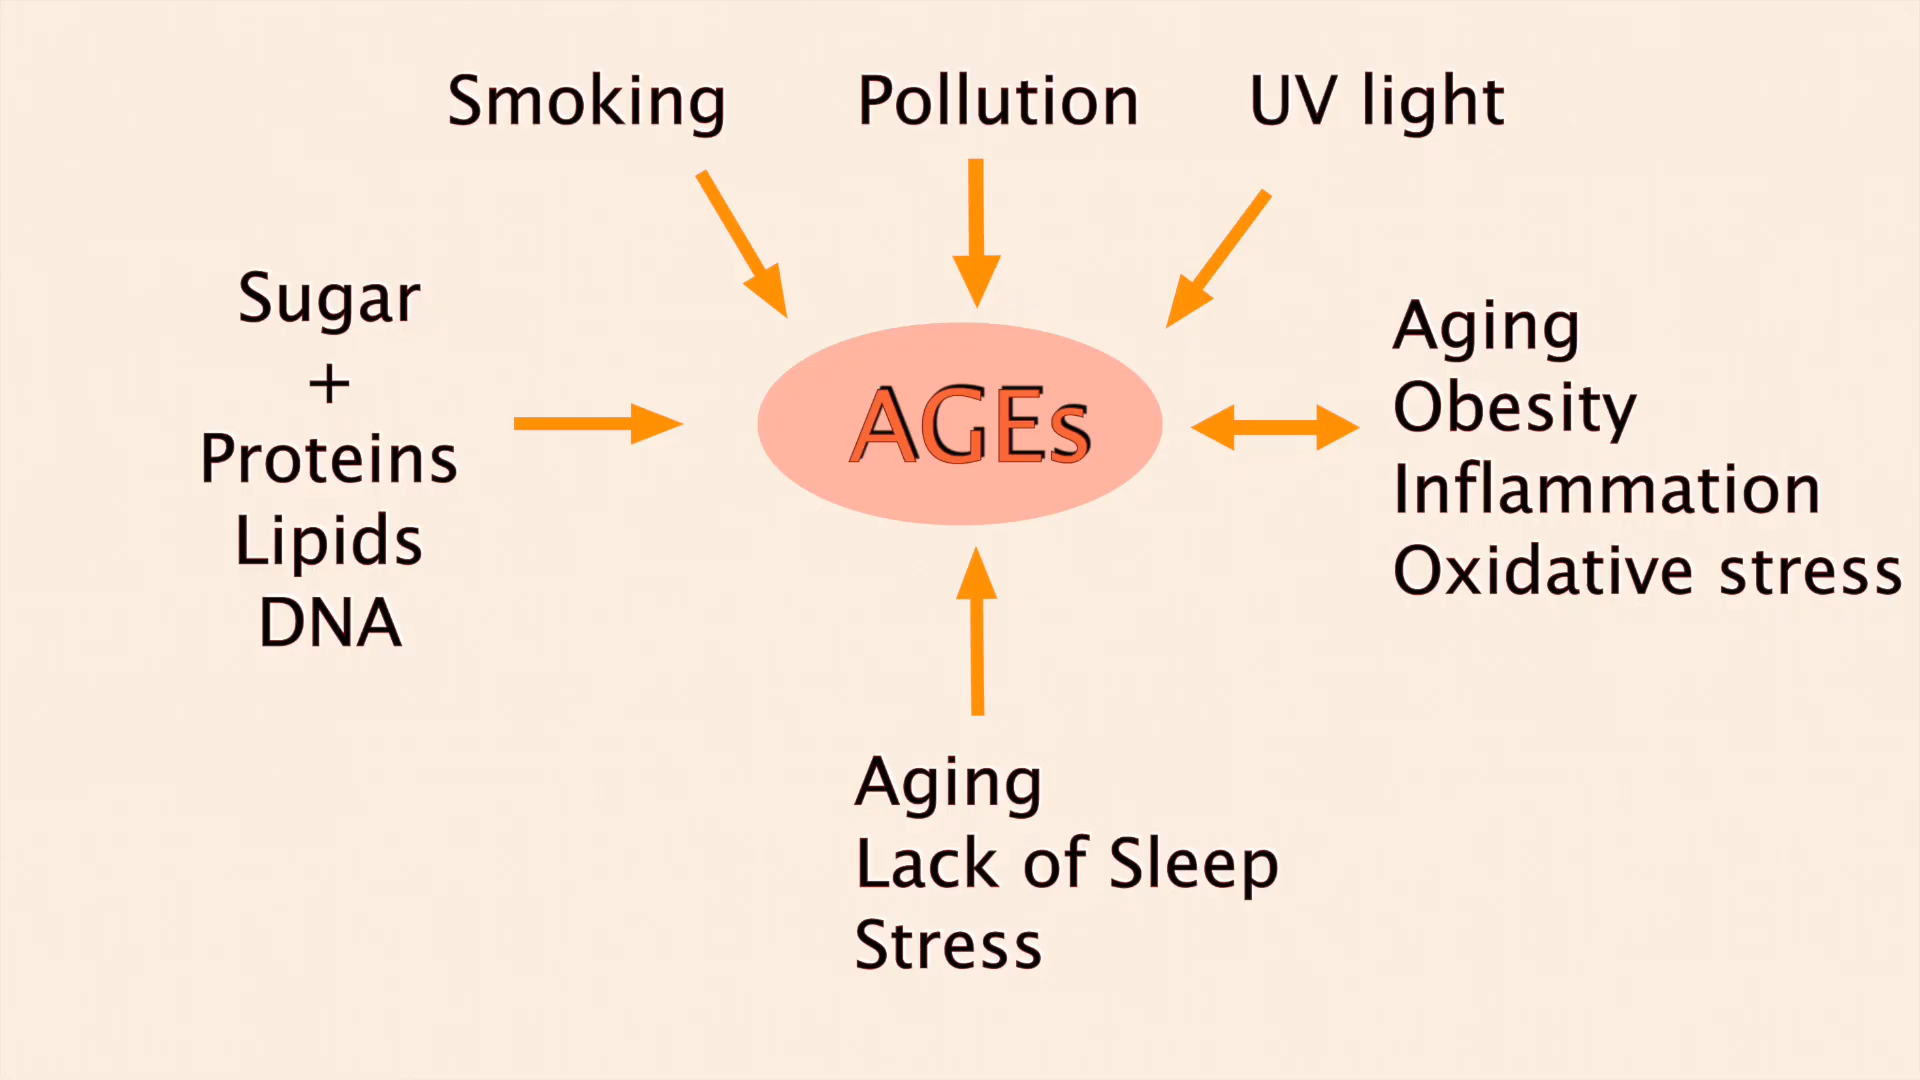 Smoking
Pollution
UV light
Sugar
+
Proteins
Lipids
DNA
AGEs
Aging
Obesity
Inflammation
Oxidative stress
Aging
Lack of Sleep
Stress